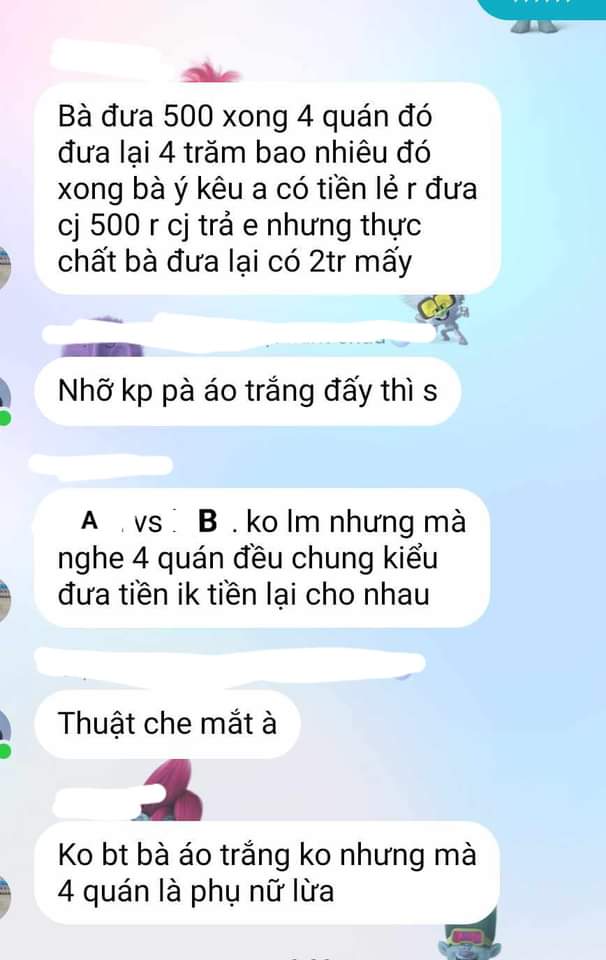 Bà đưa 500 xong 4 quán đó
đưa lại 4 trăm bao nhiêu đó
xong bà ý kêu a có tiền lẻ r đưa
cj 500 r cj trả e nhưng thực
chất bà đưa lại có 2tr mấy
Nhỡ kp pà áo trắng đấy thì s
A vs B . ko lm nhưng mà
nghe 4 quán đều chung kiểu
đưa tiền ik tiền lại cho nhau
Thuật che mắt à
Ko bt bà áo trắng ko nhưng mà
4 quán là phụ nữ lừa